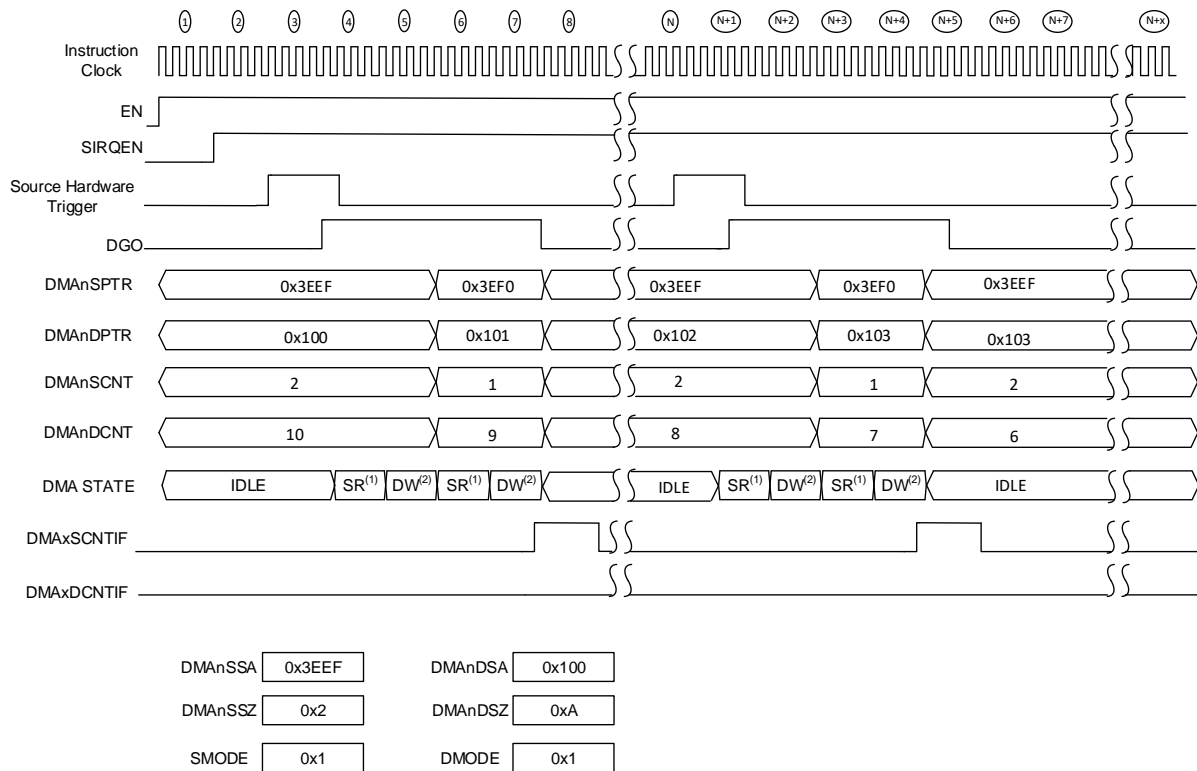 1 2 3 4 5 6 7 8 N N+1 N+2 N+3 N+4 N+5 N+6 N+7 N+x
Instruction
Clock
EN
SIRQEN
Source Hardware
Trigger
DGO
DMAnSPTR 0x3EEF 0x3EF0 0x3EEF 0x3EF0 0x3EEF
DMAnDPTR 0x100 0x101 0x102 0x103 0x103
DMAnSCNT 2 1 2 1 2
DMAnDCNT 10 9 8 7 6
DMA STATE IDLE SR(1) DW(2) SR(1) DW(2) IDLE SR(1) DW(2) SR(1) DW(2) IDLE
DMAxSCNTIF
DMAxDCNTIF
DMAnSSA 0x3EEF DMAnDSA 0x100
DMAnSSZ 0x2 DMAnDSZ 0xA
SMODE 0x1 DMODE 0x1